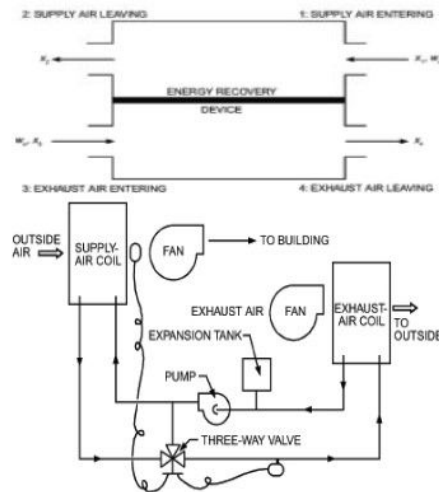 2: SUPPLY AIR LEAVING
1: SUPPLY AIR ENTERING
X₂
ENERGY RECOVERY
DEVICE
X₄
3: EXHAUST AIR ENTERING
4: EXHAUST AIR LEAVING
OUTSIDE
AIR
SUPPLY-
AIR COIL
FAN
TO BUILDING
EXHAUST AIR
FAN
EXHAUST-
AIR COIL
TO
OUTSIDE
EXPANSION TANK
PUMP
THREE-WAY VALVE